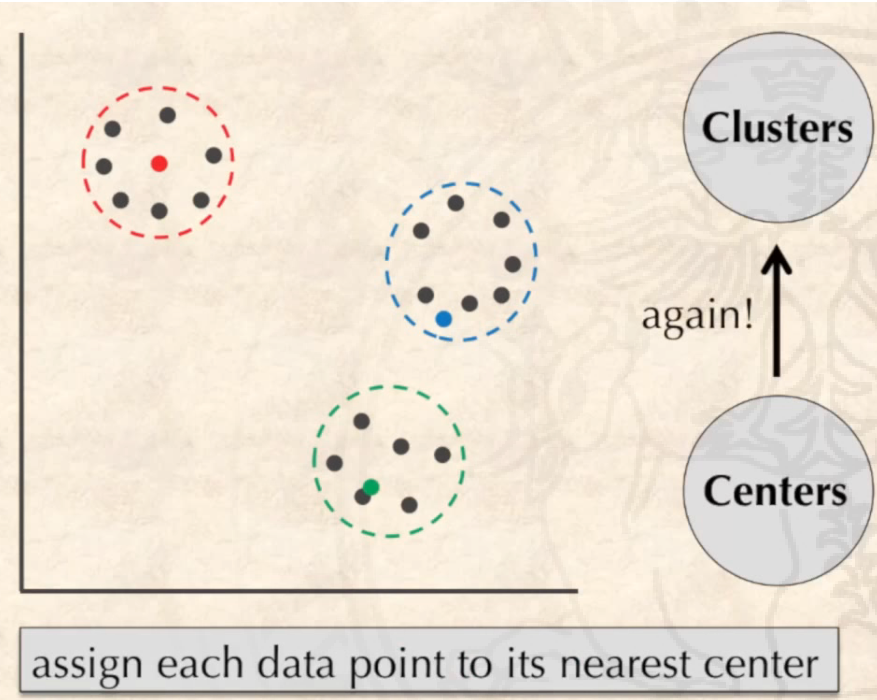 Clusters
again!
Centers
assign each data point to its nearest center